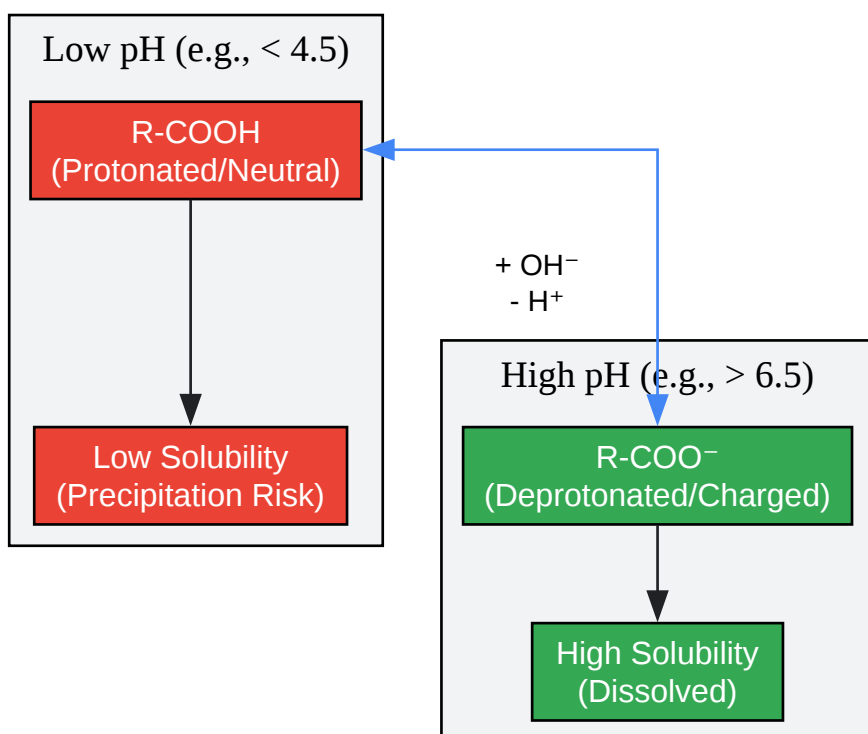 Low pH (e.g., < 4.5)
R-COOH
(Protonated/Neutral)
Low Solubility
(Precipitation Risk)
+ OH⁻
- H⁺
High pH (e.g., > 6.5)
R-COO⁻
(Deprotonated/Charged)
High Solubility
(Dissolved)